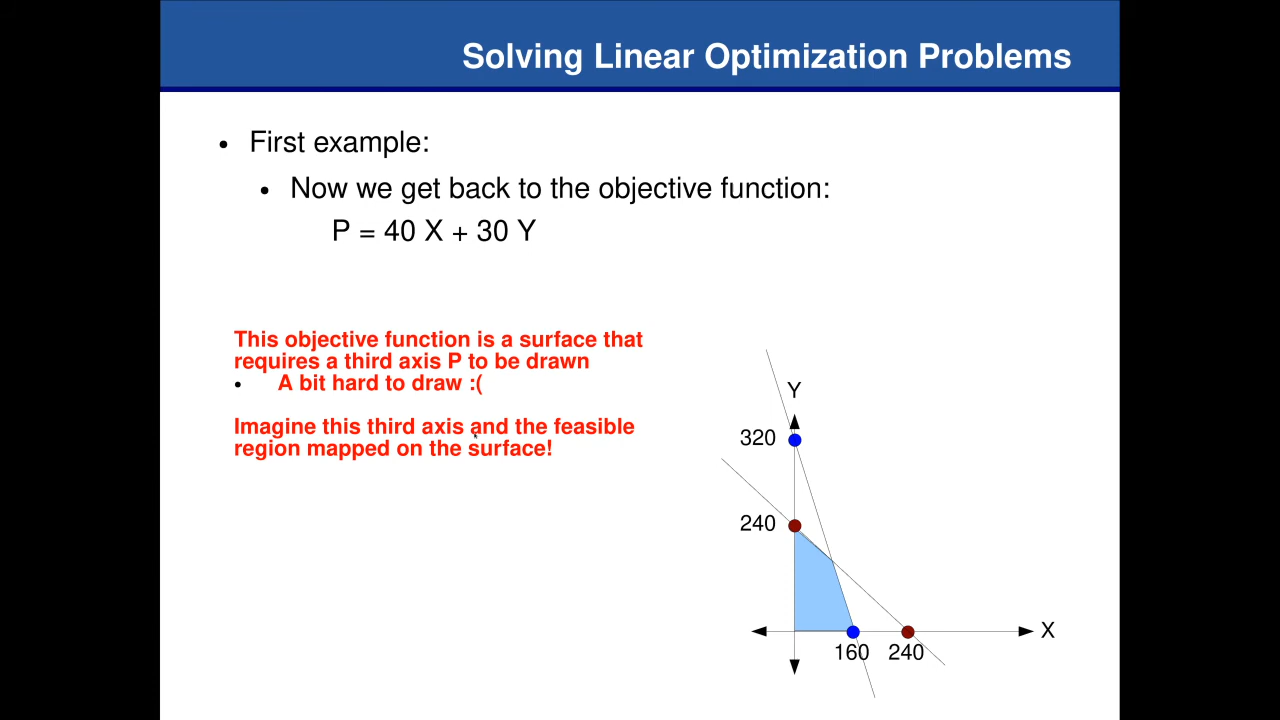 Solving Linear Optimization Problems
• First example:
• Now we get back to the objective function:
P = 40 X + 30 Y
This objective function is a surface that
requires a third axis P to be drawn
• A bit hard to draw :(
Imagine this third axis and the feasible
region mapped on the surface!
Y
320
240
X
160 240